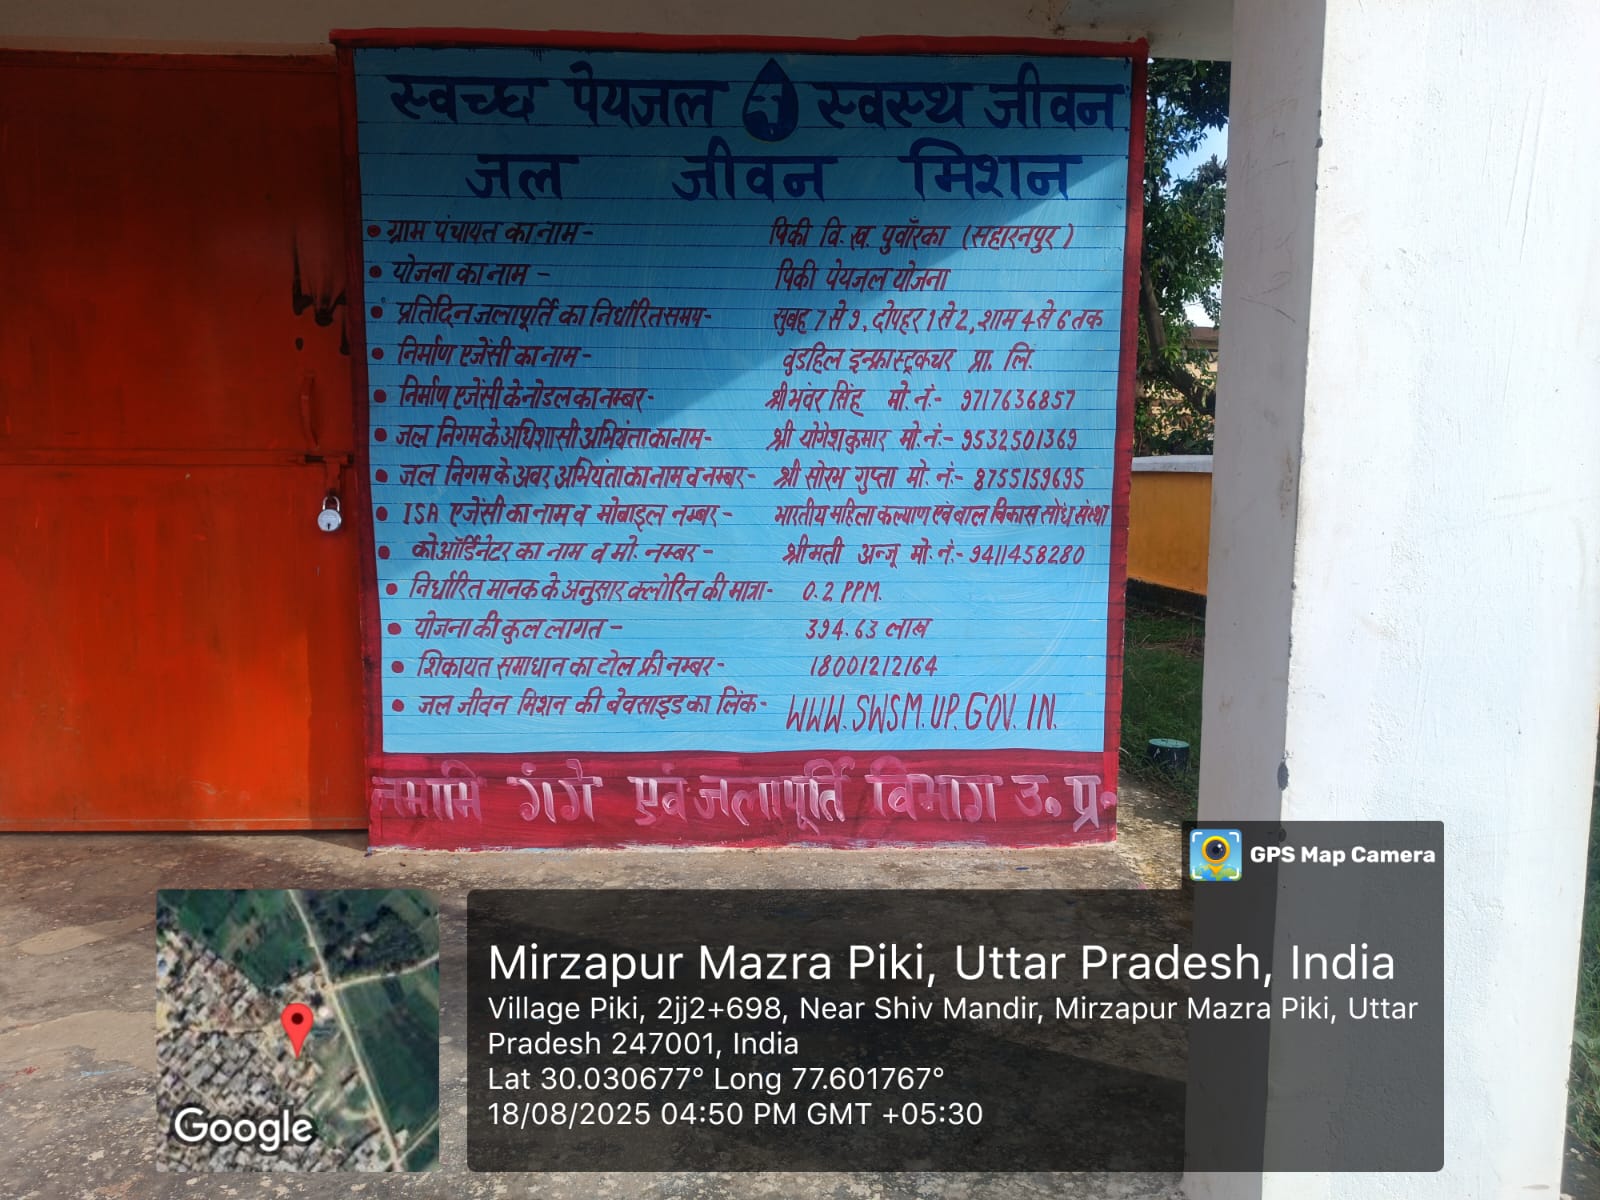 स्वच्छ पेयजल स्वस्थ जीवन
जल जीवन मिशन
• ग्राम पंचायत का नाम - पिकी वि. ख. पुवाँरका (सहारनपुर)
• योजना का नाम - पिकी पेयजल योजना
• प्रतिदिन जलापूर्ति का निर्धारित समय - सुबह 7 से 9, दोपहर 1 से 2, शाम 4 से 6 तक
• निर्माण एजेंसी का नाम - वुडहिल इन्फ्रास्ट्रकचर प्रा. लि.
• निर्माण एजेंसी के नोडल का नम्बर - श्री भंवर सिंह मो. नं:- 9717636857
• जल निगम के अधिशासी अभियंता का नाम - श्री योगेश कुमार मो. नं:- 9532501369
• जल निगम के अवर अभियंता का नाम व नम्बर - श्री सोरभ गुप्ता मो. नं:- 8755159695
• ISA एजेंसी का नाम व मोबाइल नम्बर - भारतीय महिला कल्याण एवं बाल विकास सोध संस्था
• को ऑर्डिनेटर का नाम व मो. नम्बर - श्रीमती अन्जू मो. नं:- 9411458280
• निर्धारित मानक के अनुसार क्लोरिन की मात्रा - 0.2 PPM.
• योजना की कुल लागत - 394.63 लाख
• शिकायत समाधान का टोल फ्री नम्बर - 18001212164
• जल जीवन मिशन की बेवसाइड का लिंक - WWW.SWSM.UP.GOV.IN.
नमामि गंगे एवं जलापूर्ति विभाग उ॰ प्र॰
GPS Map Camera
Mirzapur Mazra Piki, Uttar Pradesh, India
Village Piki, 2jj2+698, Near Shiv Mandir, Mirzapur Mazra Piki, Uttar
Pradesh 247001, India
Lat 30.030677° Long 77.601767°
18/08/2025 04:50 PM GMT +05:30
Google